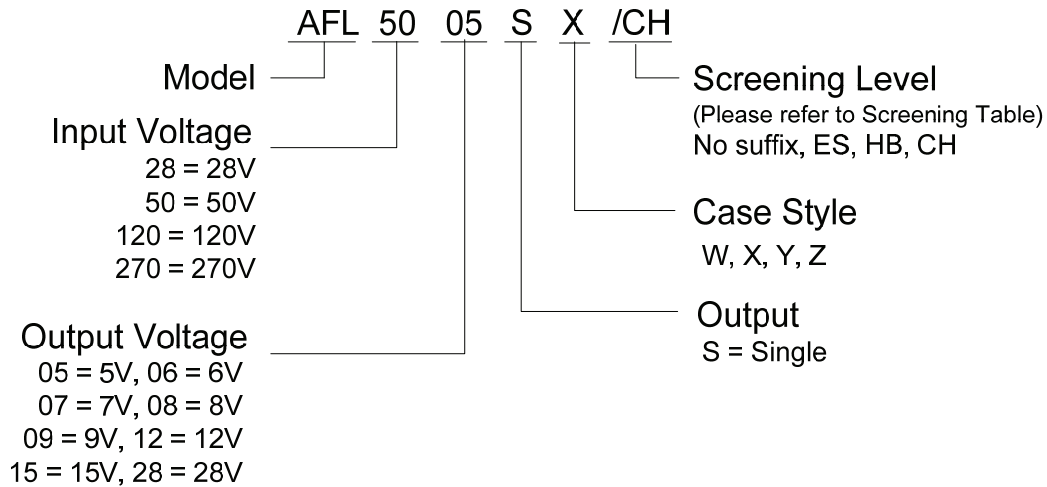 AFL 50 05 S X /CH
Model
Input Voltage
28 = 28V
50 = 50V
120 = 120V
270 = 270V
Output Voltage
05 = 5V, 06 = 6V
07 = 7V, 08 = 8V
09 = 9V, 12 = 12V
15 = 15V, 28 = 28V
Screening Level
(Please refer to Screening Table)
No suffix, ES, HB, CH
Case Style
W, X, Y, Z
Output
S = Single